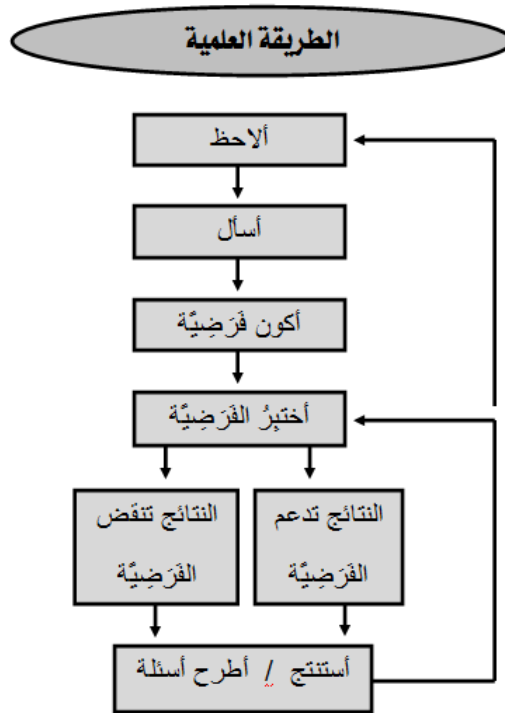 الطريقة العلمية
ألاحظ
أسأل
أكون فَرَضِيَّة
أختبِرُ الفَرَضِيَّة
النتائج تدعم
الفَرَضِيَّة
النتائج تنقض
الفَرَضِيَّة
أستنتج / أطرح أسئلة